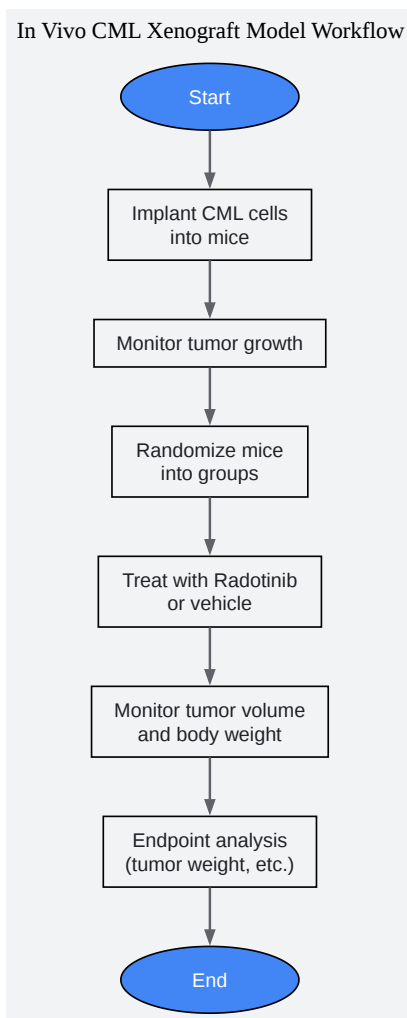 In Vivo CML Xenograft Model Workflow
Start
Implant CML cells
into mice
Monitor tumor growth
Randomize mice
into groups
Treat with Radotinib
or vehicle
Monitor tumor volume
and body weight
Endpoint analysis
(tumor weight, etc.)
End